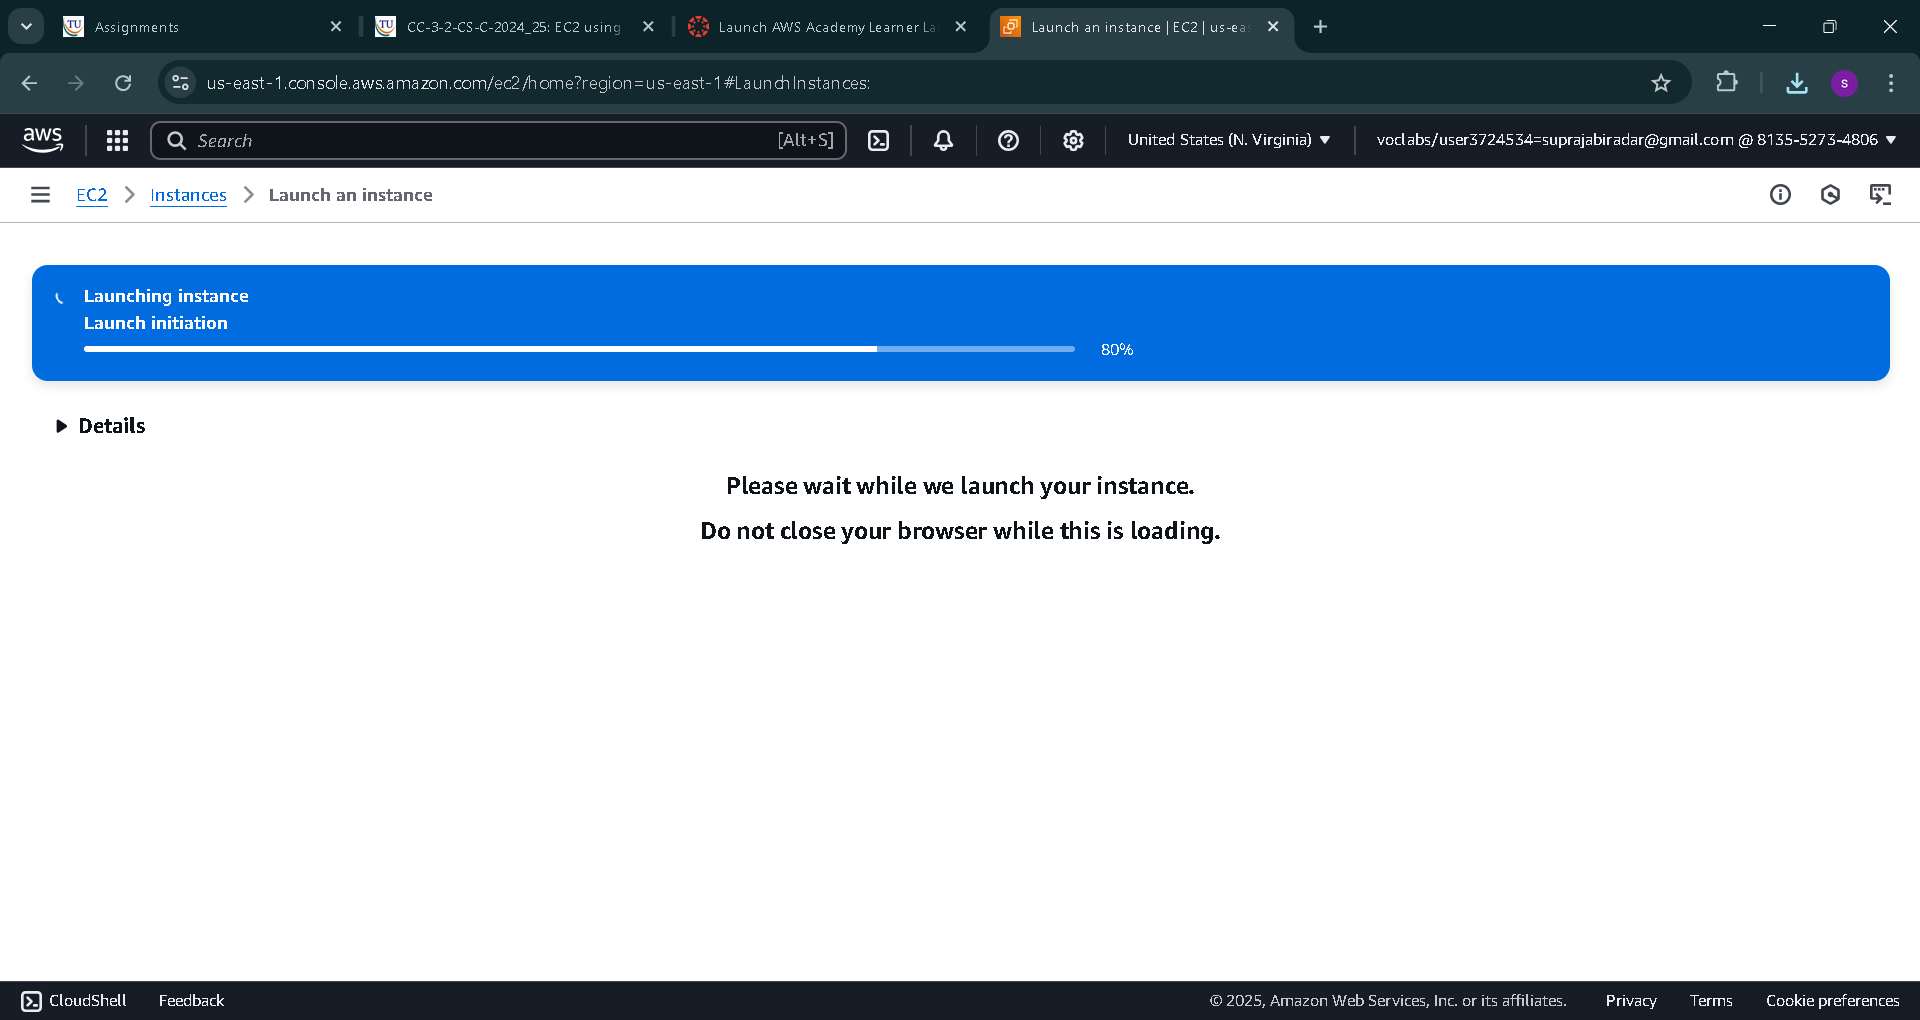 Assignments
CC-3-2-CS-C-2024_25: EC2 using
Launch AWS Academy Learner La
Launch an instance | EC2 | us-eas
us-east-1.console.aws.amazon.com/ec2/home?region=us-east-1#LaunchInstances:
S
aws
Search
[Alt+S]
United States (N. Virginia)
voclabs/user3724534=suprajabiradar@gmail.com @ 8135-5273-4806
EC2
Instances
Launch an instance
Launching instance
Launch initiation
80%
Details
Please wait while we launch your instance.
Do not close your browser while this is loading.
CloudShell
Feedback
© 2025, Amazon Web Services, Inc. or its affiliates.
Privacy
Terms
Cookie preferences